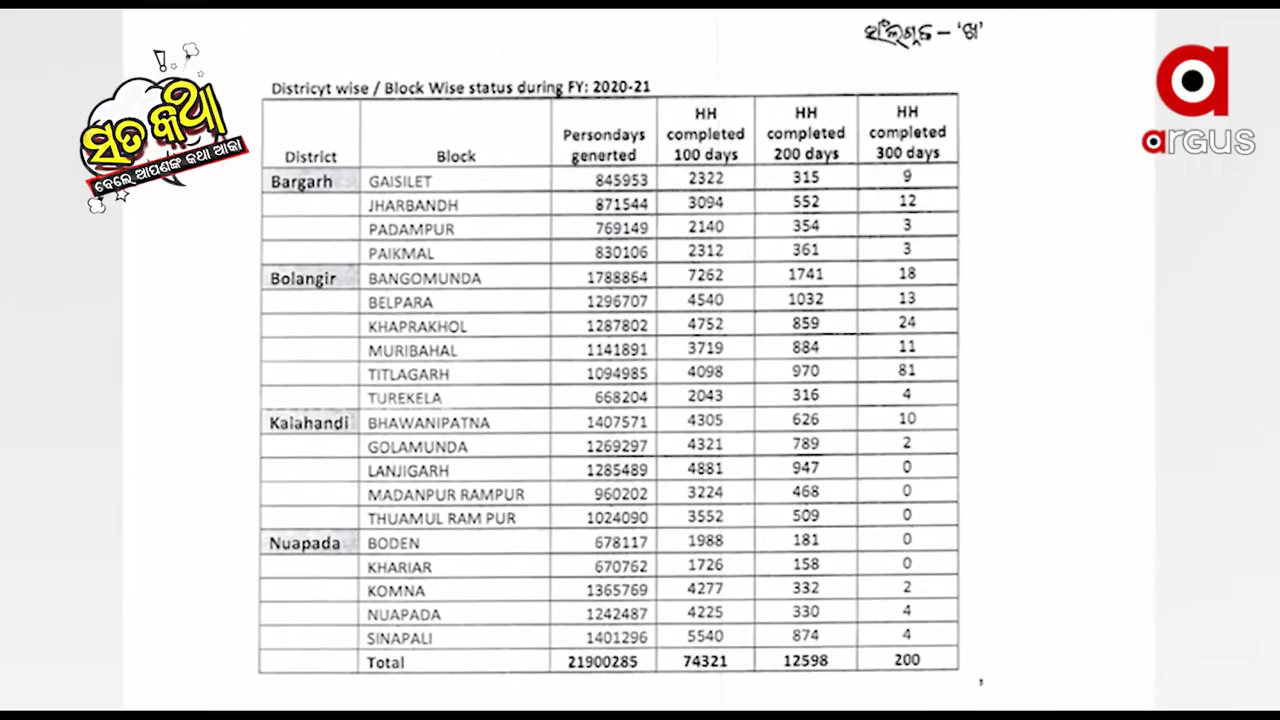 ସଂଲଗ୍ନକ – ‘ଖ’
ସତ କଥା
ବେଲେ ଆପଣଙ୍କ କଥା ଆଜ୍ଞା
argus
Districyt wise / Block Wise status during FY: 2020-21
District Block Persondays generted HH completed 100 days HH completed 200 days HH completed 300 days
Bargarh GAISILET 845953 2322 315 9
JHARBANDH 871544 3094 552 12
PADAMPUR 769149 2140 354 3
PAIKMAL 830106 2312 361 3
Bolangir BANGOMUNDA 1788864 7262 1741 18
BELPARA 1296707 4540 1032 13
KHAPRAKHOL 1287802 4752 859 24
MURIBAHAL 1141891 3719 884 11
TITLAGARH 1094985 4098 970 81
TUREKELA 668204 2043 316 4
Kalahandi BHAWANIPATNA 1407571 4305 626 10
GOLAMUNDA 1269297 4321 789 2
LANJIGARH 1285489 4881 947 0
MADANPUR RAMPUR 960202 3224 468 0
THUAMUL RAM PUR 1024090 3552 509 0
Nuapada BODEN 678117 1988 181 0
KHARIAR 670762 1726 158 0
KOMNA 1365769 4277 332 2
NUAPADA 1242487 4225 330 4
SINAPALI 1401296 5540 874 4
Total 21900285 74321 12598 200